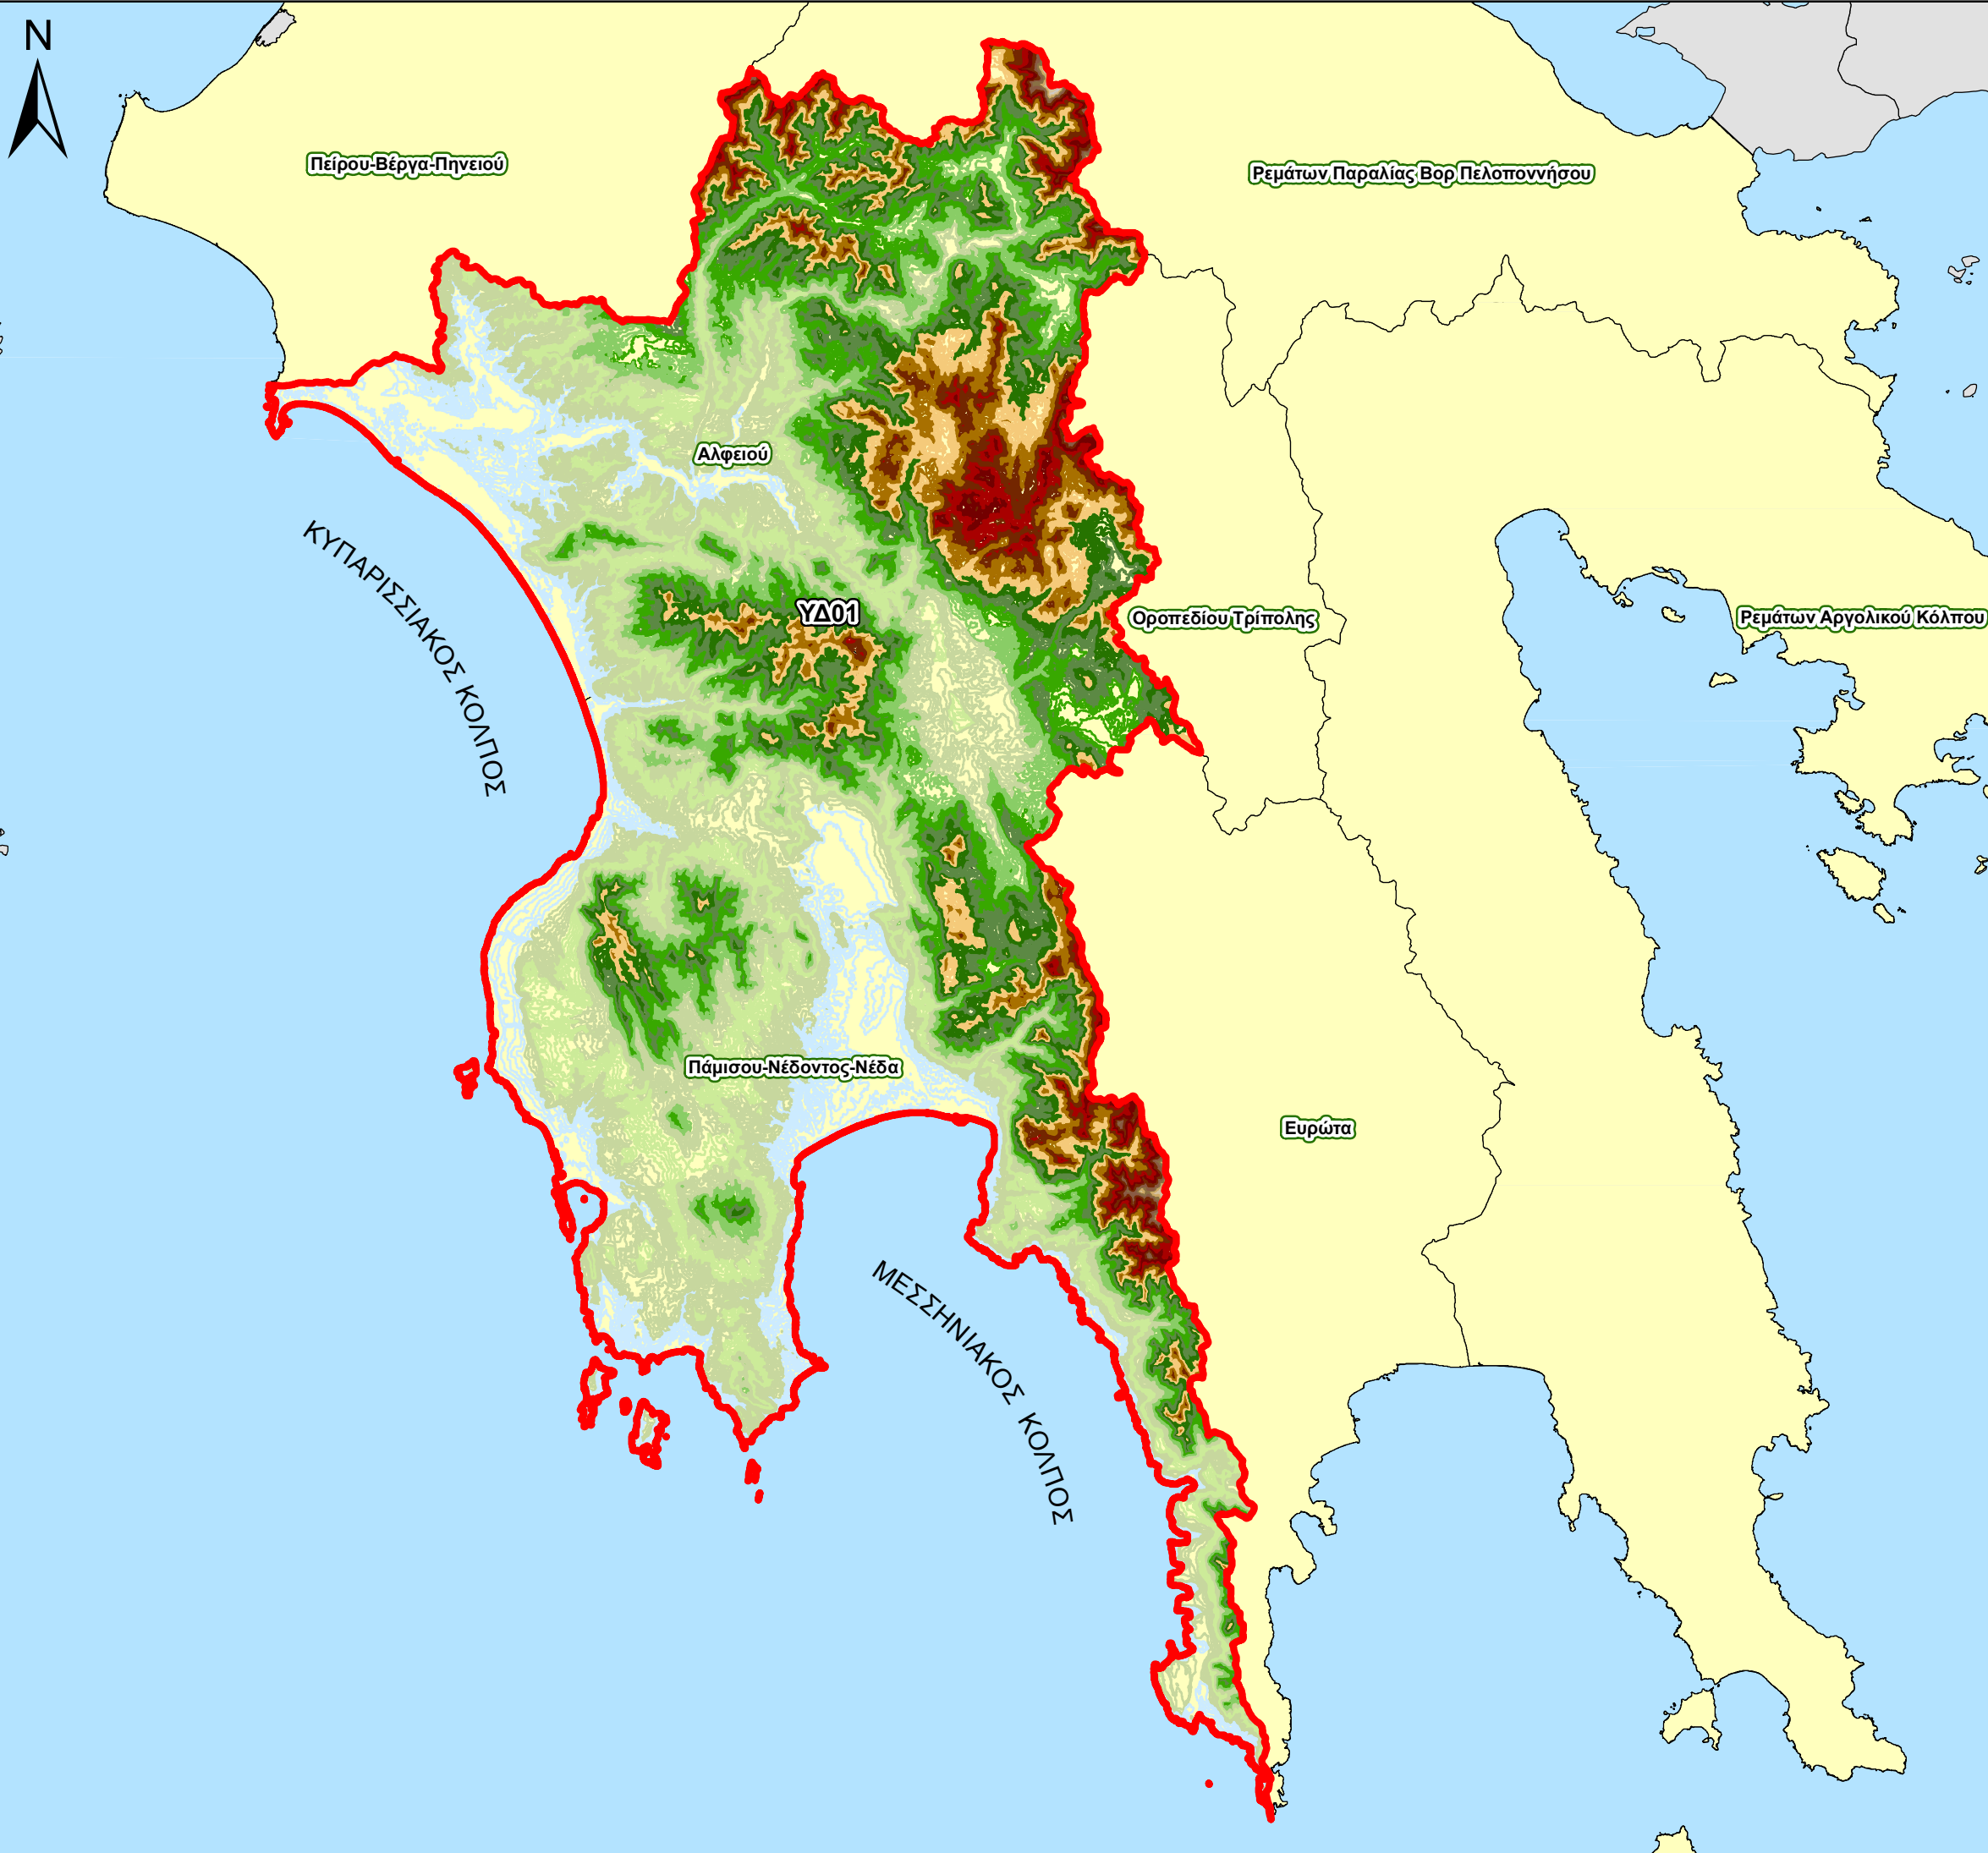 N
Πείρου-Βέργα-Πηνειού
Ρεμάτων Παραλίας Βορ Πελοποννήσου
Αλφειού
ΚΥΠΑΡΙΣΣΙΑΚΟΣ ΚΟΛΠΟΣ
ΥΔ01
Οροπεδίου Τρίπολης
Ρεμάτων Αργολικού Κόλπου
Πάμισου-Νέδοντος-Νέδα
Ευρώτα
ΜΕΣΣΗΝΙΑΚΟΣ ΚΟΛΠΟΣ